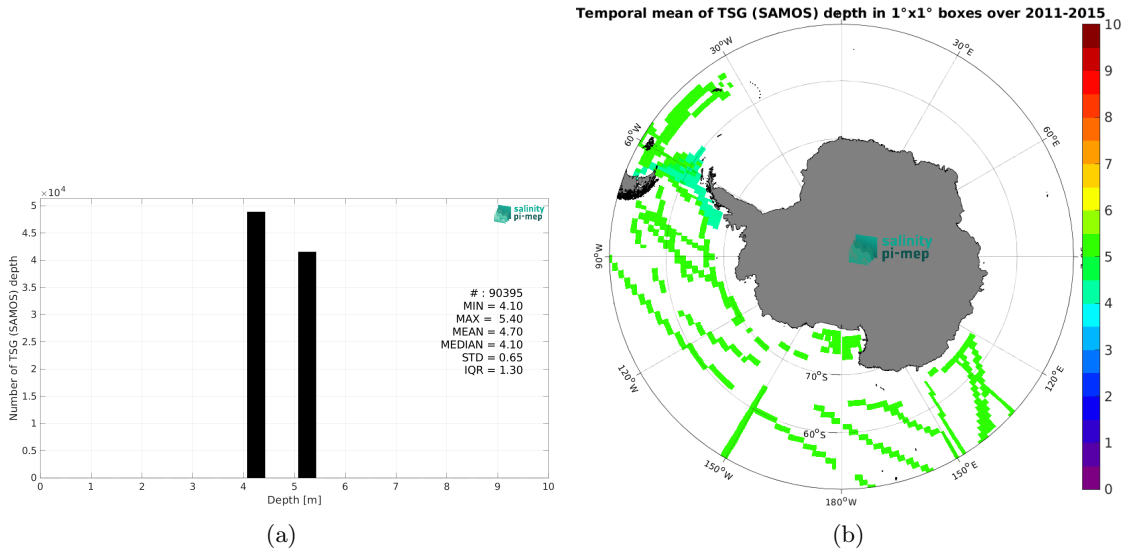 ×10⁴
5
4.5
4
3.5
3
2.5
2
1.5
1
0.5
0
Number of TSG (SAMOS) depth
salinity
pi-mep
# : 90395
MIN = 4.10
MAX = 5.40
MEAN = 4.70
MEDIAN = 4.10
STD = 0.65
IQR = 1.30
0 1 2 3 4 5 6 7 8 9 10
Depth [m]
(a)
Temporal mean of TSG (SAMOS) depth in 1°x1° boxes over 2011-2015
30°W
30°E
60°W
60°E
90°W
salinity
pi-mep
120°W
120°E
70°S
60°S
150°W
150°E
180°W
10
9
8
7
6
5
4
3
2
1
0
(b)